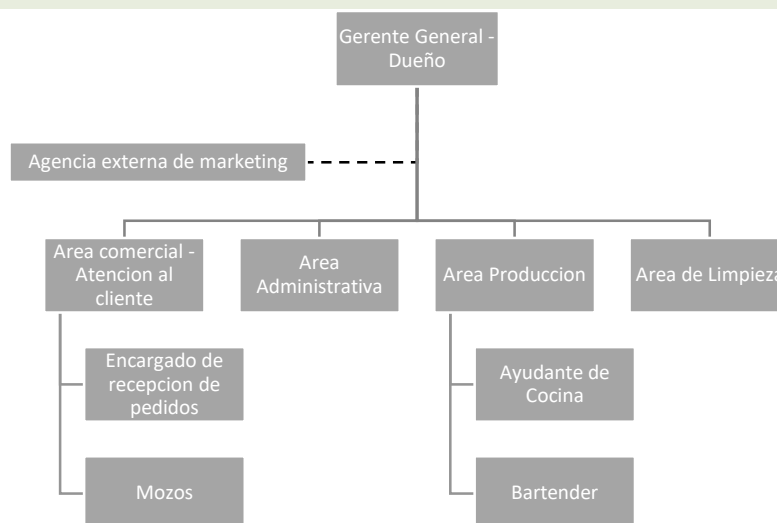 Gerente General -
Dueño
Agencia externa de marketing
Area comercial -
Atencion al
cliente
Area
Administrativa
Area Produccion
Area de Limpieza
Encargado de
recepcion de
pedidos
Ayudante de
Cocina
Mozos
Bartender